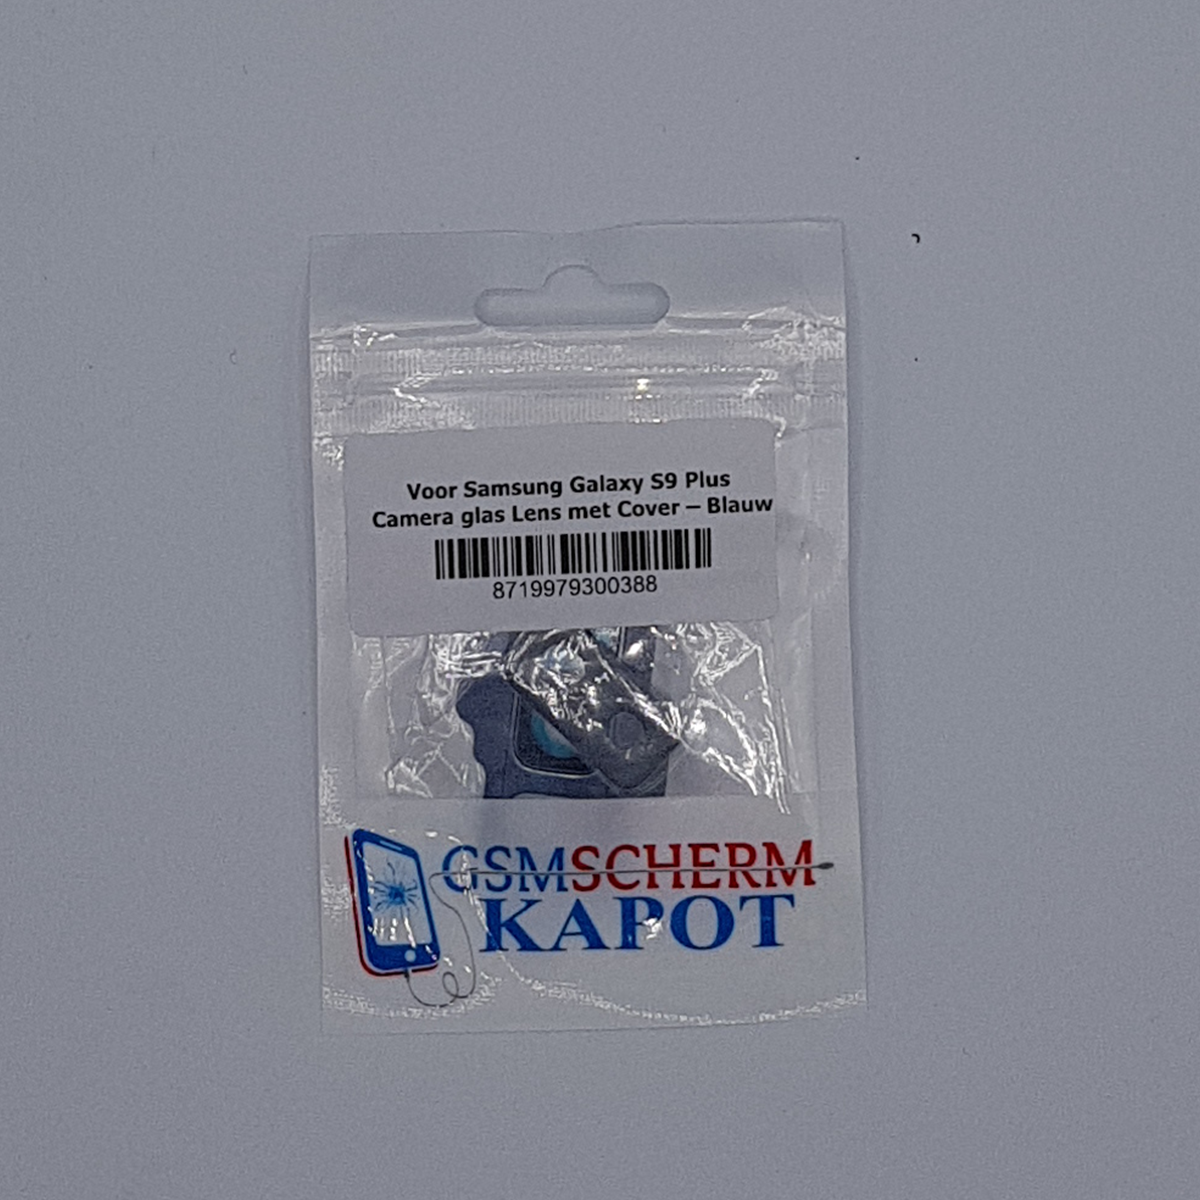 Voor Samsung Galaxy S9 Plus
Camera glas Lens met Cover – Blauw
8719979300388
GSMSCHERM
KAPOT